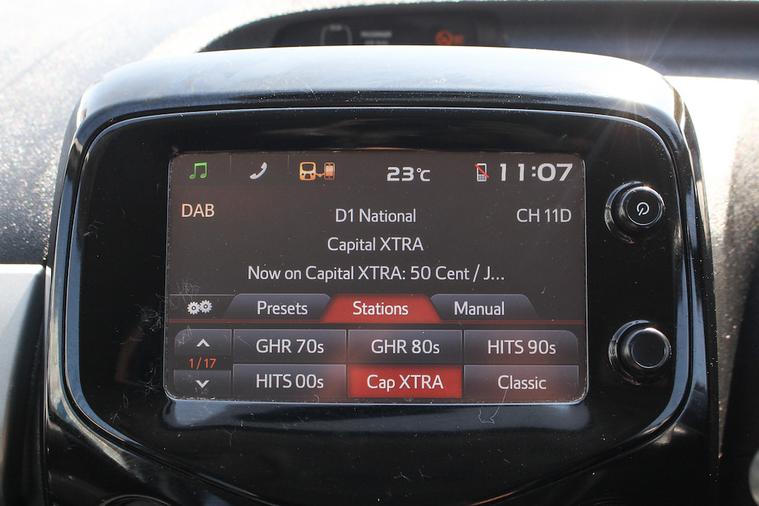 23°C 11:07
DAB D1 National CH 11D
Capital XTRA
Now on Capital XTRA: 50 Cent / J...
Presets Stations Manual
GHR 70s GHR 80s HITS 90s
1/17
HITS 00s Cap XTRA Classic